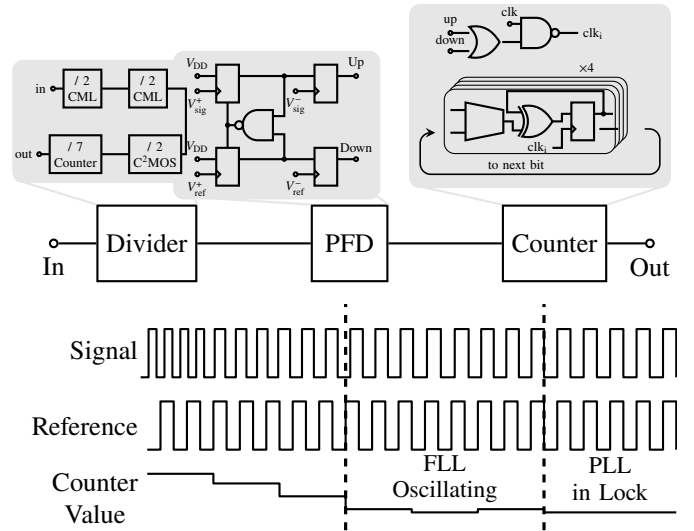 up
down
clk
clkᵢ
×4
clkᵢ
to next bit
in
/ 2
CML
/ 2
CML
out
/ 7
Counter
/ 2
C²MOS
V_DD
V⁺_sig
V⁻_sig
Up
V_DD
V⁺_ref
V⁻_ref
Down
In
Divider
PFD
Counter
Out
Signal
Reference
Counter
Value
FLL
Oscillating
PLL
in Lock